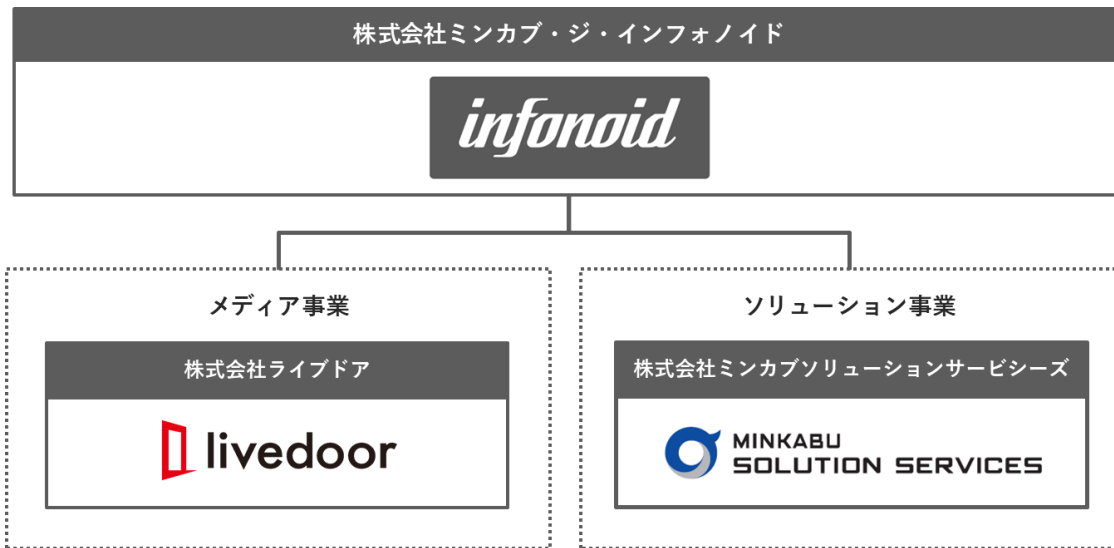 株式会社ミンカブ・ジ・インフォノイド
infonoid
メディア事業
株式会社ライブドア
livedoor
ソリューション事業
株式会社ミンカブソリューションサービシーズ
MINKABU
SOLUTION SERVICES